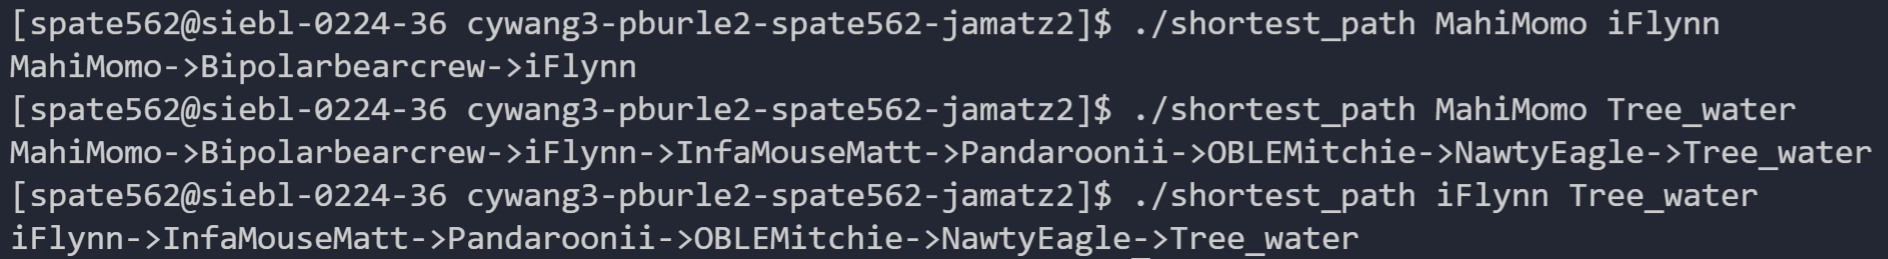 [spate562@siebl-0224-36 cywang3-pburle2-spate562-jamatz2]$ ./shortest_path MahiMomo iFlynn
MahiMomo->Bipolarbearcrew->iFlynn
[spate562@siebl-0224-36 cywang3-pburle2-spate562-jamatz2]$ ./shortest_path MahiMomo Tree_water
MahiMomo->Bipolarbearcrew->iFlynn->InfaMouseMatt->Pandaroonii->OBLEMitchie->NawtyEagle->Tree_water
[spate562@siebl-0224-36 cywang3-pburle2-spate562-jamatz2]$ ./shortest_path iFlynn Tree_water
iFlynn->InfaMouseMatt->Pandaroonii->OBLEMitchie->NawtyEagle->Tree_water